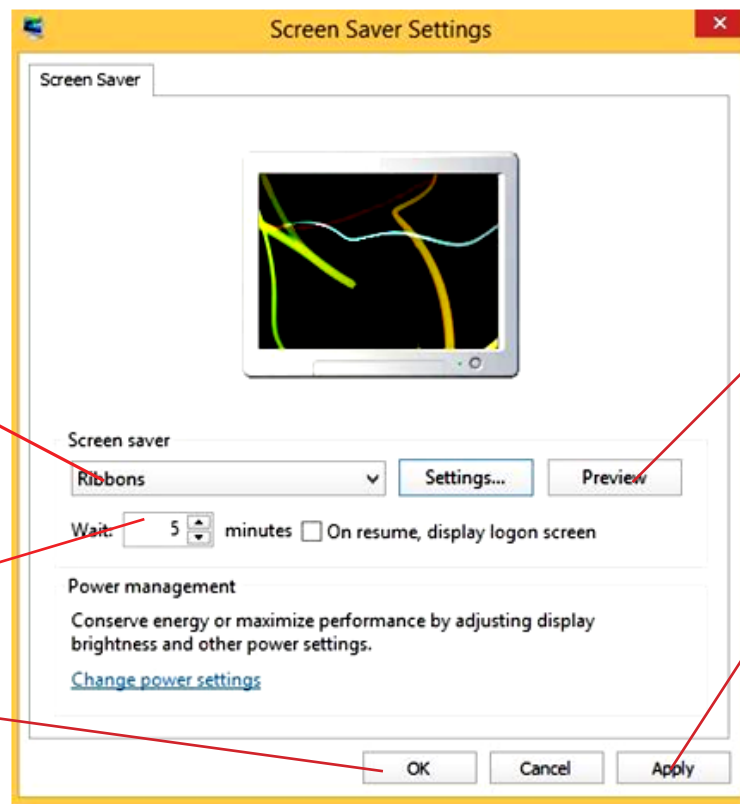 Screen Saver Settings
Screen Saver
Screen saver
Ribbons Settings... Preview
Wait: 5 minutes On resume, display logon screen
Power management
Conserve energy or maximize performance by adjusting display
brightness and other power settings.
Change power settings
OK Cancel Apply